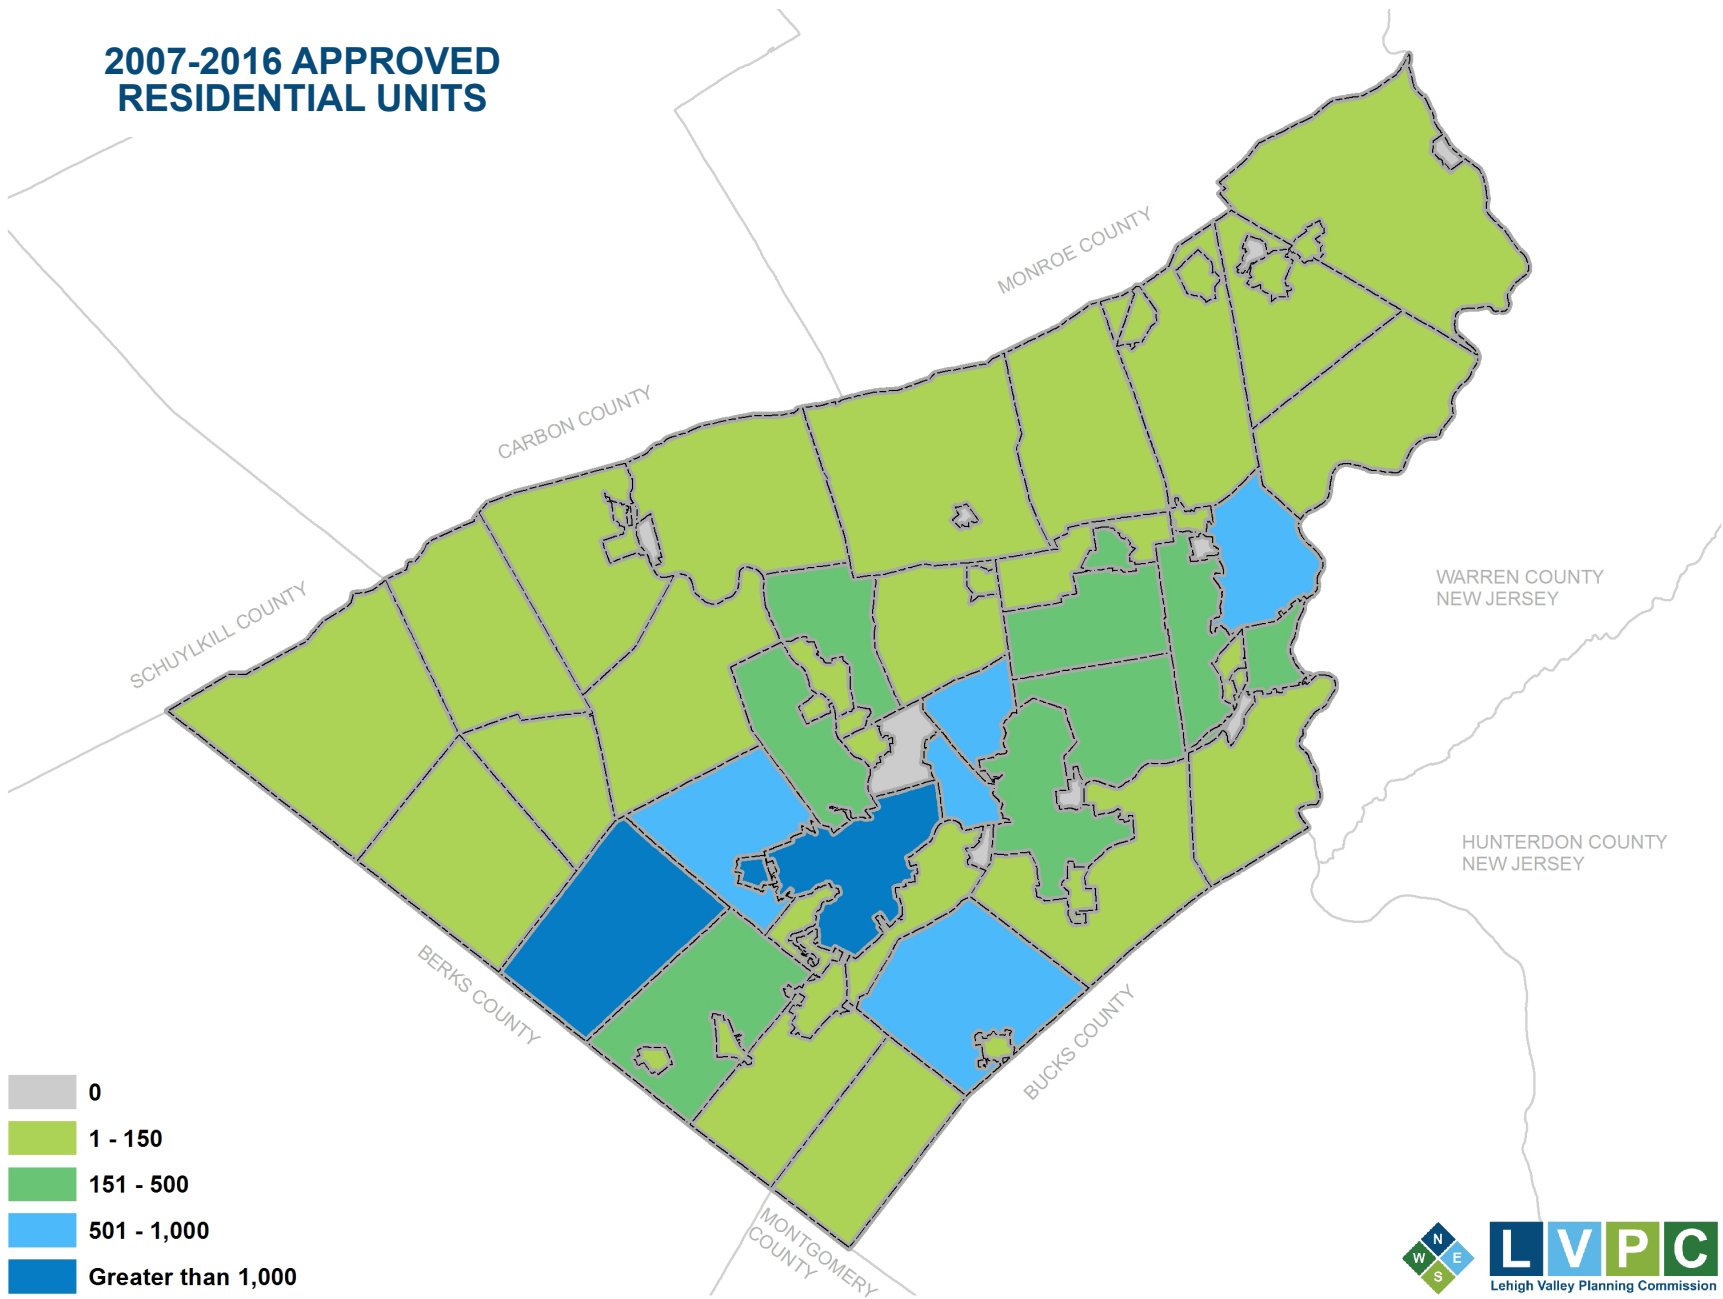 2007-2016 APPROVED
RESIDENTIAL UNITS
MONROE COUNTY
CARBON COUNTY
SCHUYLKILL COUNTY
WARREN COUNTY
NEW JERSEY
HUNTERDON COUNTY
NEW JERSEY
BERKS COUNTY
BUCKS COUNTY
MONTGOMERY
COUNTY
0
1 - 150
151 - 500
501 - 1,000
Greater than 1,000
N
W E
S
LVPC
Lehigh Valley Planning Commission